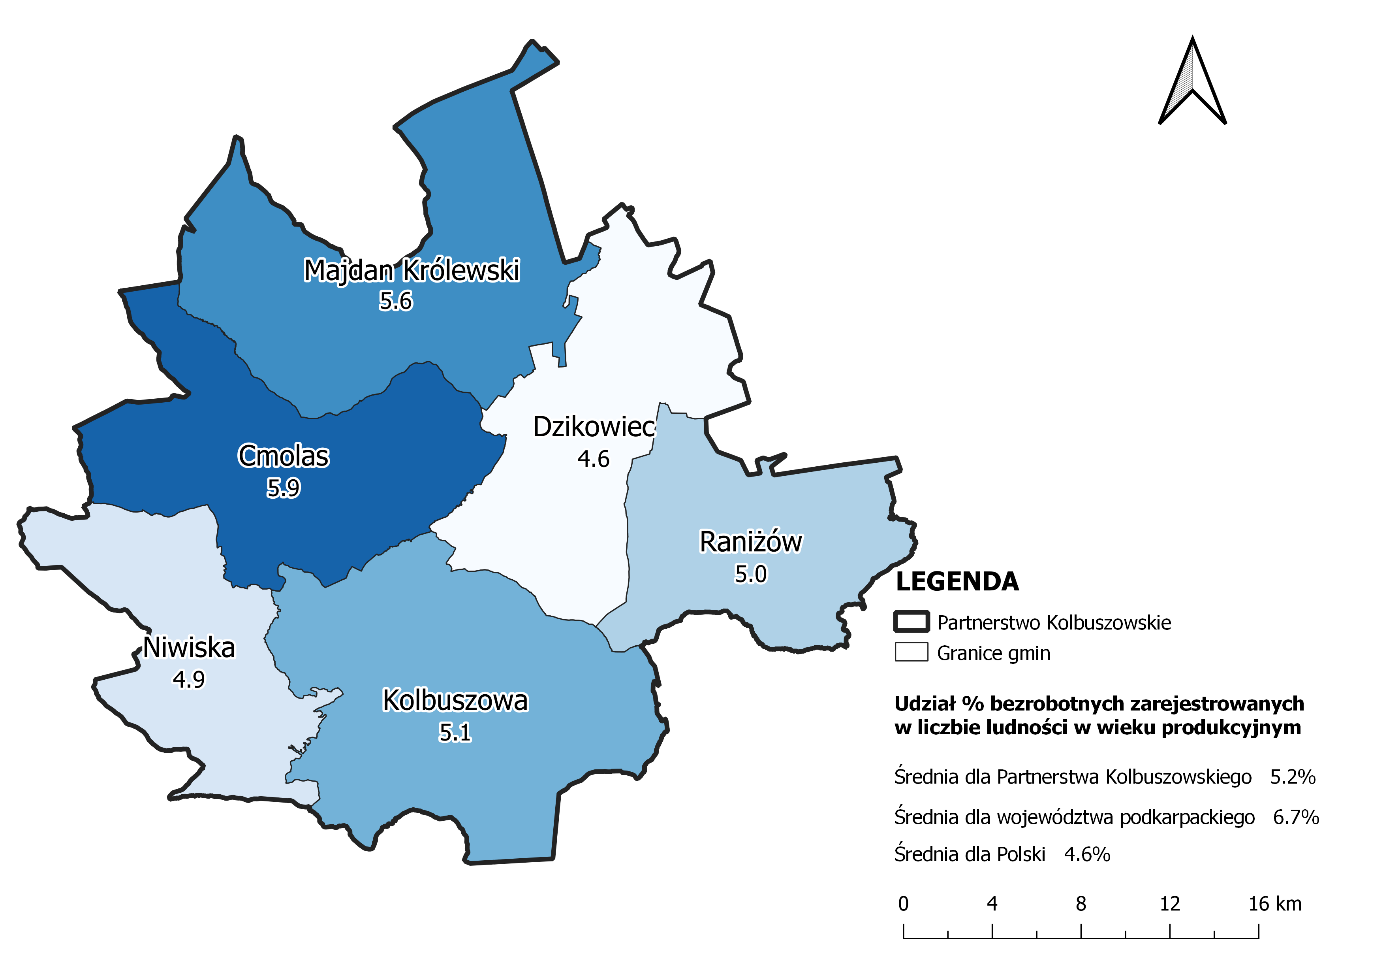 Majdan Królewski
5.6
Dzikowiec
4.6
Cmolas
5.9
Raniżów
5.0
Niwiska
4.9
Kolbuszowa
5.1
LEGENDA
Partnerstwo Kolbuszowskie
Granice gmin
Udział % bezrobotnych zarejestrowanych
w liczbie ludności w wieku produkcyjnym
Średnia dla Partnerstwa Kolbuszowskiego 5.2%
Średnia dla województwa podkarpackiego 6.7%
Średnia dla Polski 4.6%
0 4 8 12 16 km